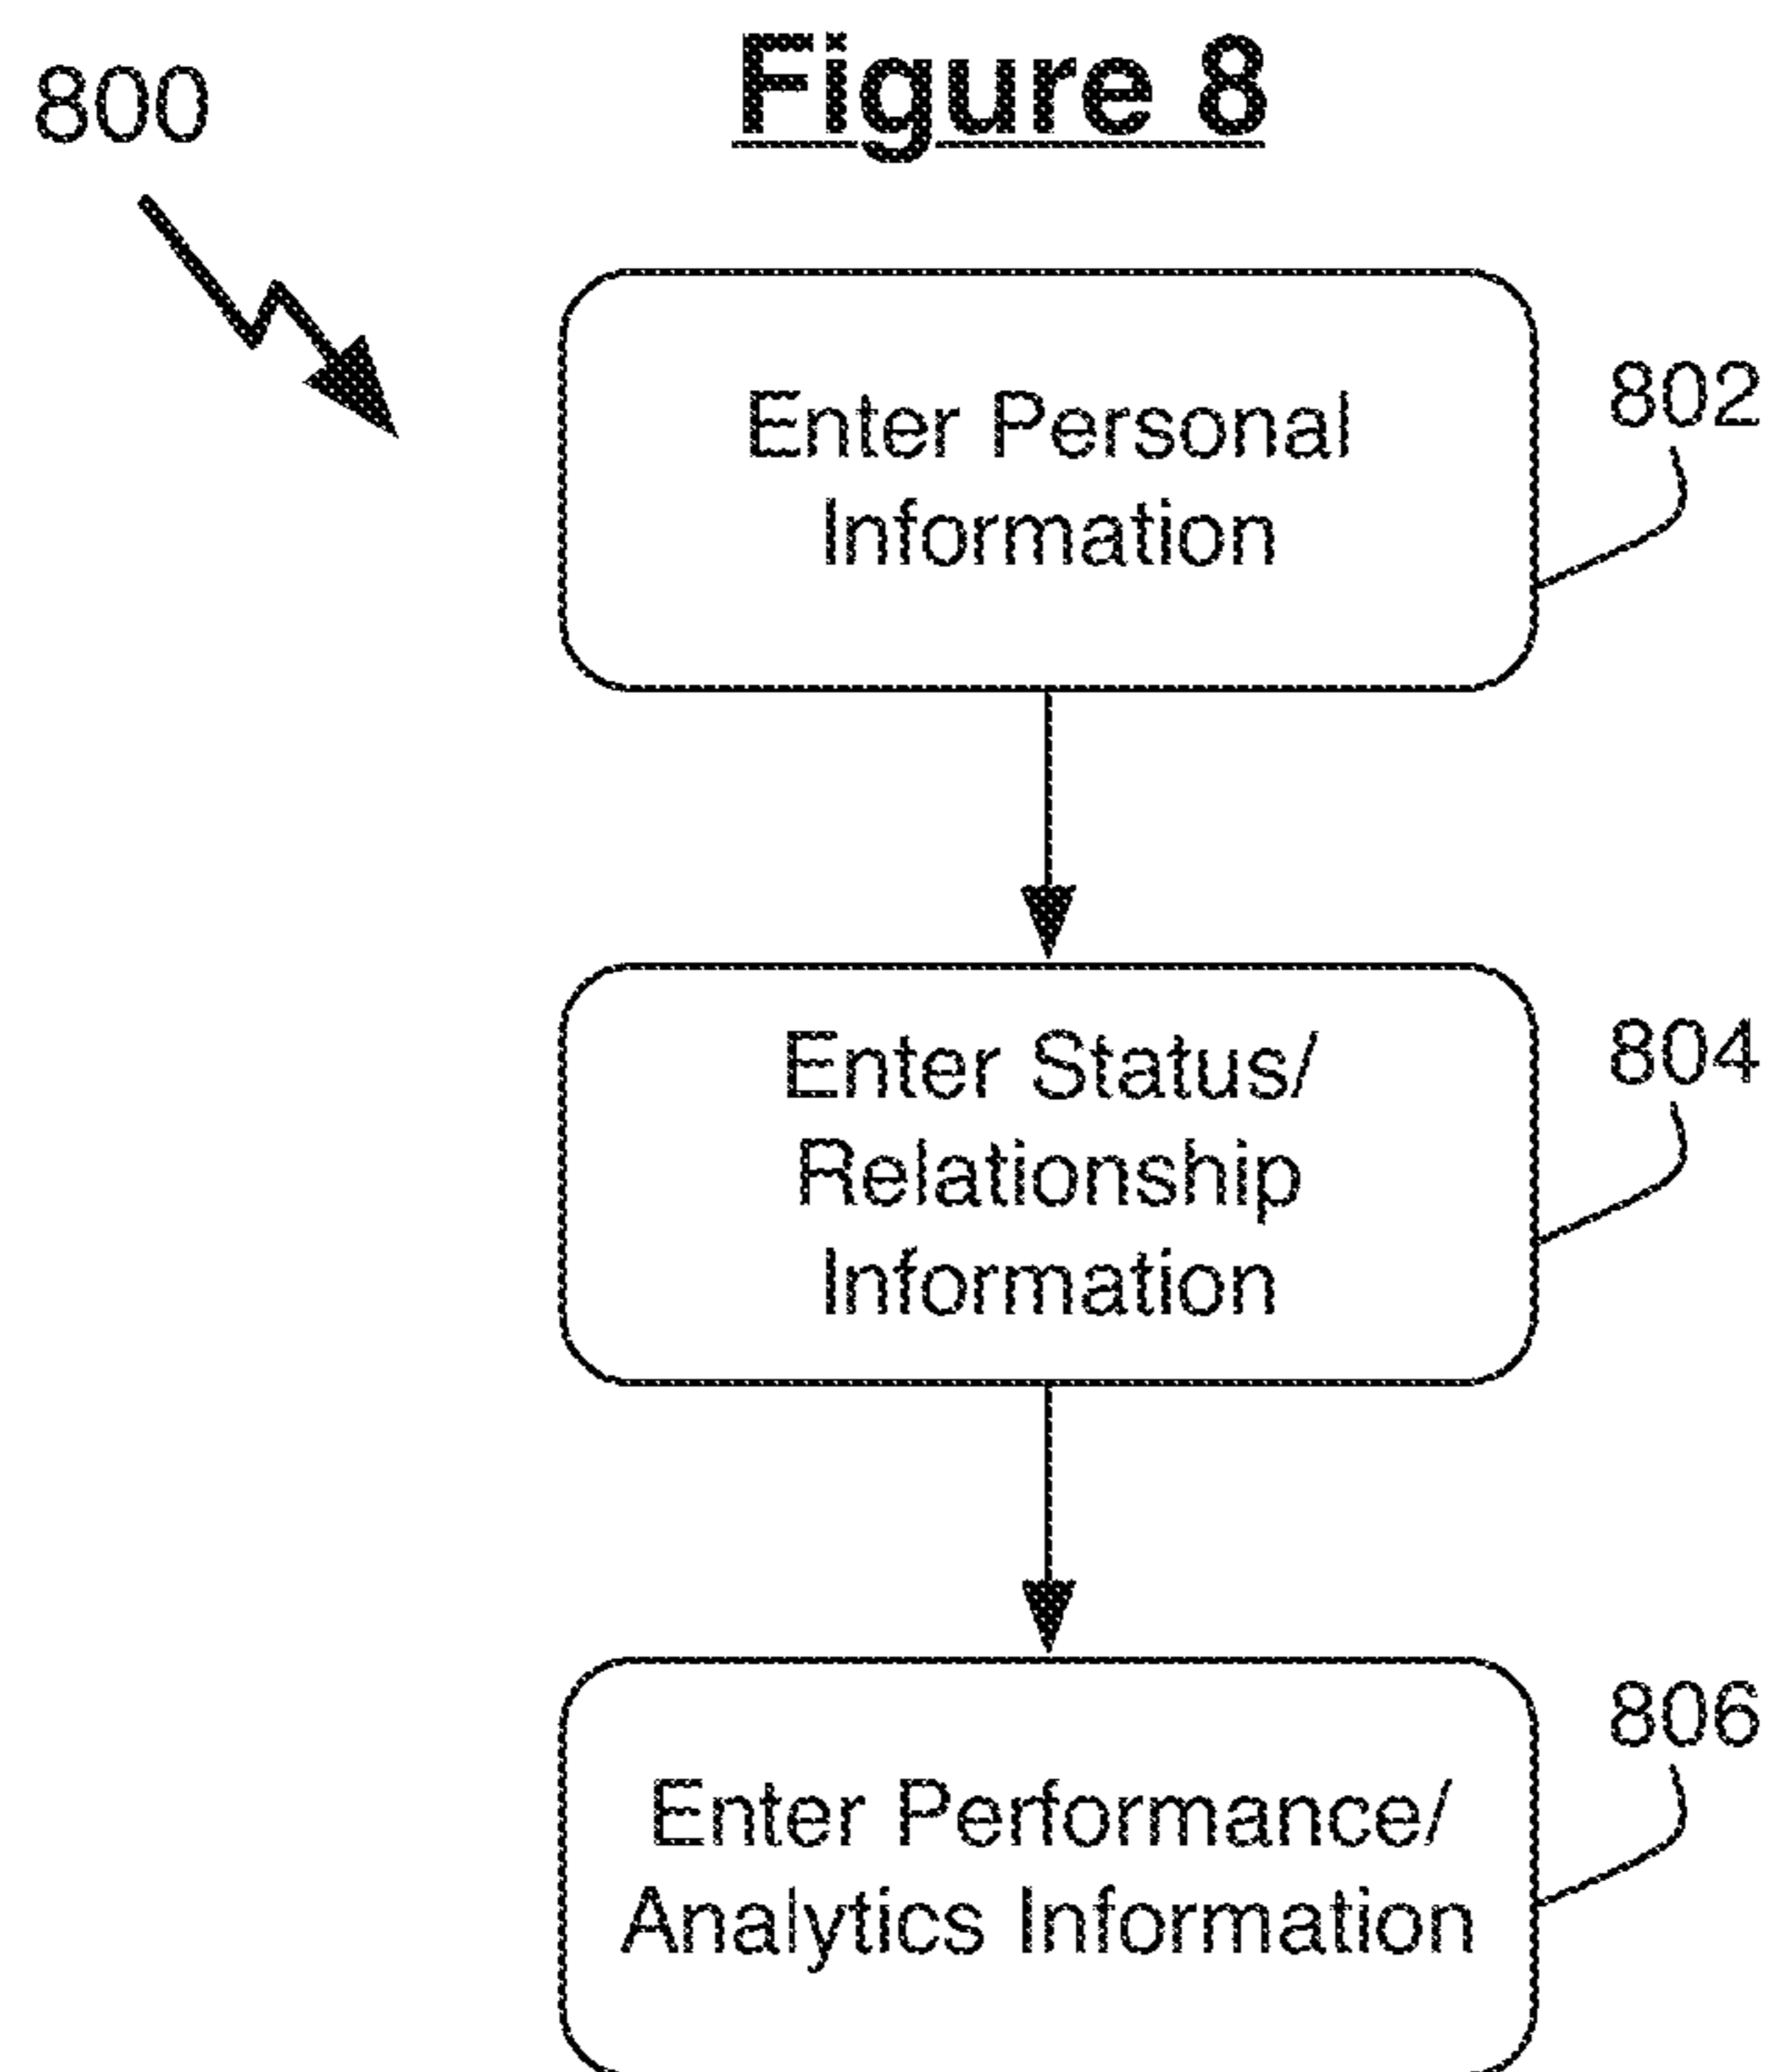 Figure 8
800
Enter Personal
Information
802
Enter Status/
Relationship
Information
804
Enter Performance/
Analytics Information
806